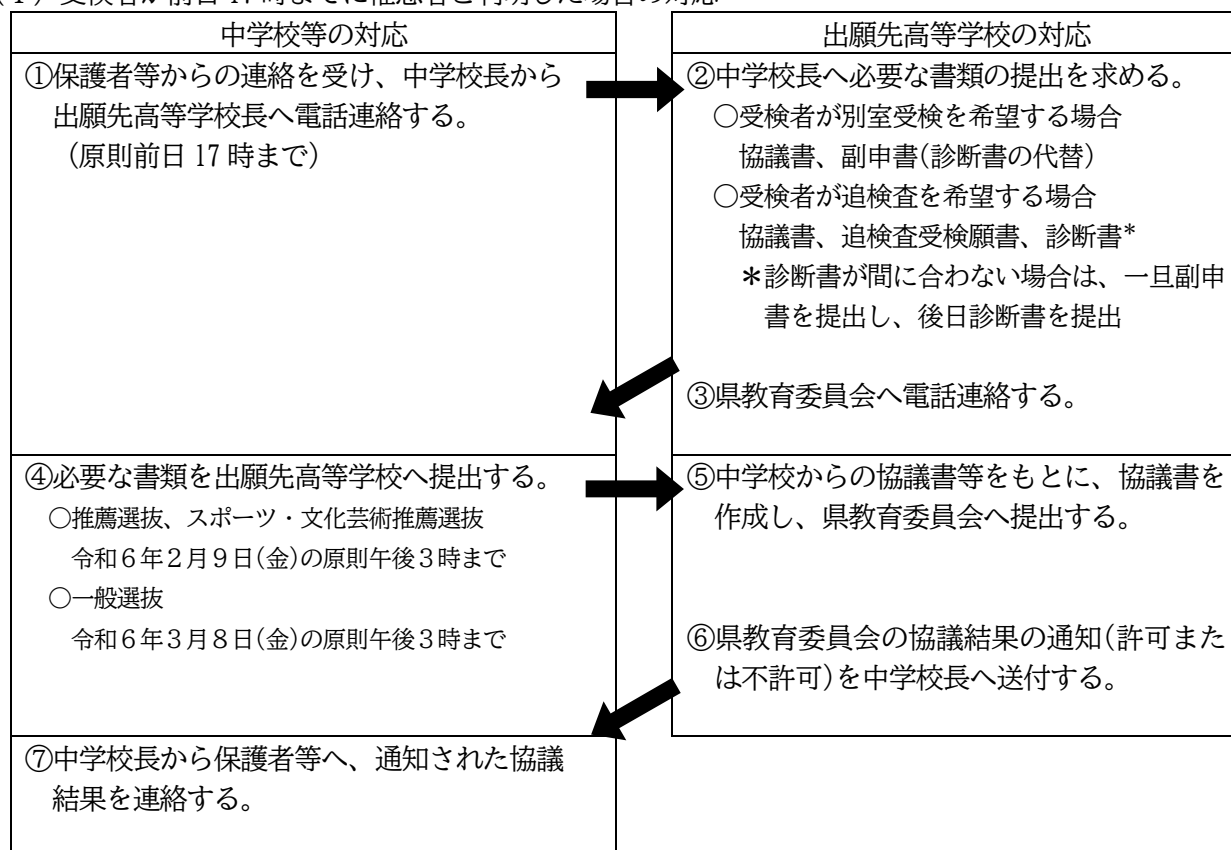 中学校等の対応
①保護者等からの連絡を受け、中学校長から
出願先高等学校長へ電話連絡する。
（原則前日 17 時まで）
出願先高等学校の対応
②中学校長へ必要な書類の提出を求める。
○受検者が別室受検を希望する場合
協議書、副申書(診断書の代替)
○受検者が追検査を希望する場合
協議書、追検査受検願書、診断書*
＊診断書が間に合わない場合は、一旦副申
書を提出し、後日診断書を提出
③県教育委員会へ電話連絡する。
④必要な書類を出願先高等学校へ提出する。
○推薦選抜、スポーツ・文化芸術推薦選抜
令和６年２月９日(金)の原則午後３時まで
○一般選抜
令和６年３月８日(金)の原則午後３時まで
⑤中学校からの協議書等をもとに、協議書を
作成し、県教育委員会へ提出する。
⑥県教育委員会の協議結果の通知(許可また
は不許可)を中学校長へ送付する。
⑦中学校長から保護者等へ、通知された協議
結果を連絡する。